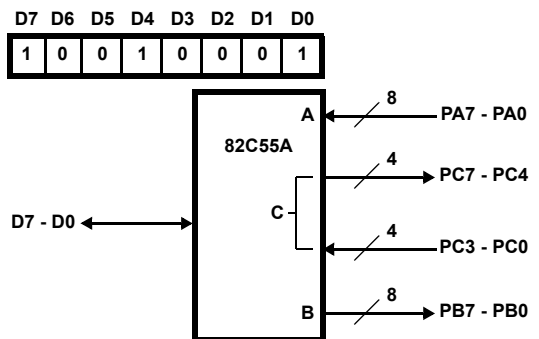 D7 D6 D5 D4 D3 D2 D1 D0
1 0 0 1 0 0 0 1
A 8 PA7 - PA0
82C55A
4 PC7 - PC4
C
D7 - D0
4 PC3 - PC0
B 8 PB7 - PB0